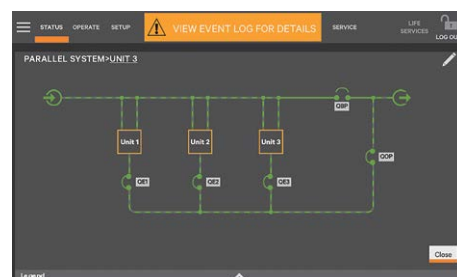 STATUS OPERATE SETUP VIEW EVENT LOG FOR DETAILS SERVICE LIFE SERVICES LOG OUT
PARALLEL SYSTEM>UNIT 3
QBP
Unit 1 Unit 2 Unit 3
QOP
QE1 QE2 QE3
Close
Legend